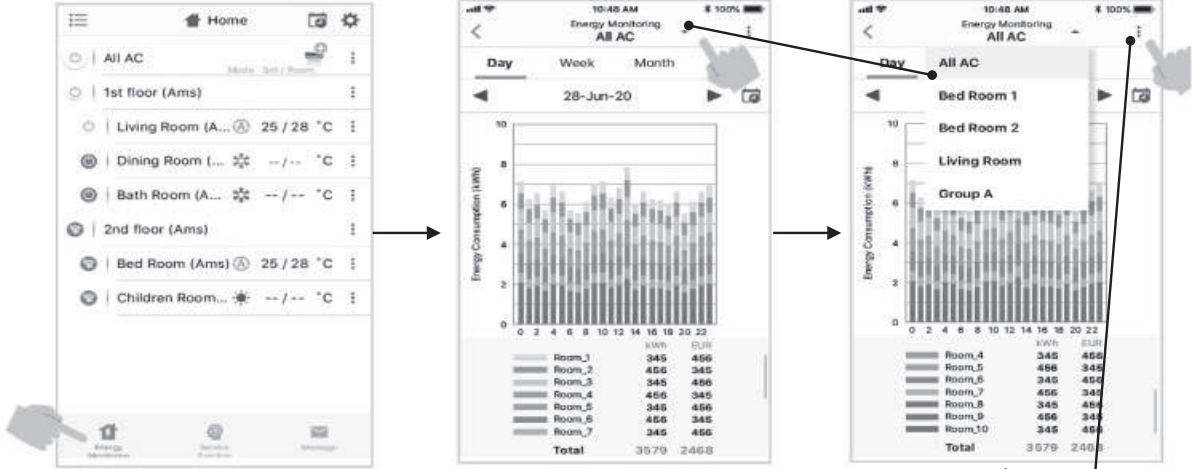 Home
All AC
Mode Set / Room
1st floor (Ams)
Living Room (A... A 25 / 28 °C
Dining Room (... -- / -- °C
Bath Room (A... -- / -- °C
2nd floor (Ams)
Bed Room (Ams) A 25 / 28 °C
Children Room... -- / -- °C
Energy Monitoring
Service Function
Message
10:48 AM 100%
Energy Monitoring
All AC
Day Week Month
28-Jun-20
Energy Consumption (kWh)
10
8
6
4
2
0
0 2 4 6 8 10 12 14 16 18 20 22
kWh EUR
Room_1 345 456
Room_2 456 345
Room_3 345 456
Room_4 456 345
Room_5 345 456
Room_6 456 345
Room_7 345 456
Total 3579 2468
10:48 AM 100%
Energy Monitoring
All AC
Day
All AC
Bed Room 1
Bed Room 2
Living Room
Group A
Energy Consumption (kWh)
10
8
6
4
2
0
0 2 4 6 8 10 12 14 16 18 20 22
kWh EUR
Room_4 345 456
Room_5 456 345
Room_6 345 456
Room_7 456 345
Room_8 345 456
Room_9 456 345
Room_10 345 456
Total 3579 2468